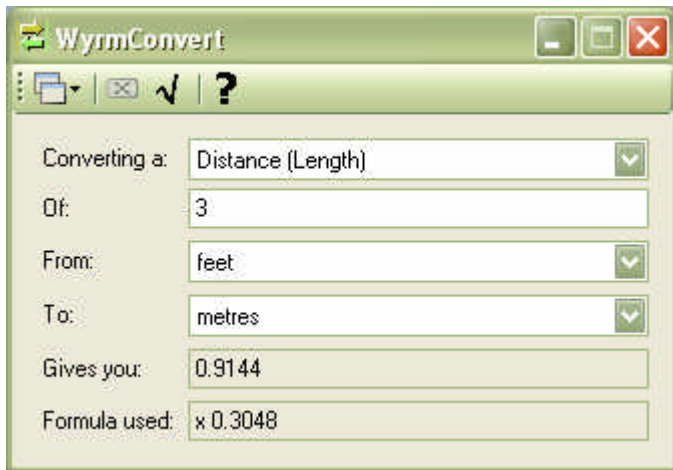 WyrmConvert
?
Converting a: Distance (Length)
Of: 3
From: feet
To: metres
Gives you: 0.9144
Formula used: x 0.3048